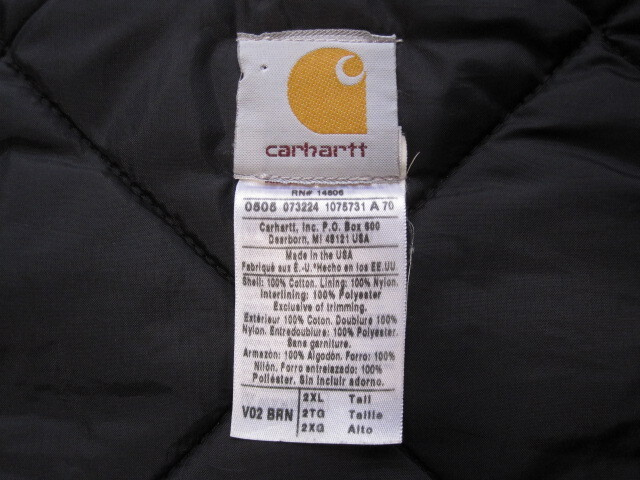 carhartt
RN# 14806
0505 073224 1075731 A 70
Carhartt, Inc. P.O. Box 600
Dearborn, MI 48121 USA
Made in the USA
Fabriqué aux É.-U.*Hecho en los EE.UU.
Shell: 100% Cotton. Lining: 100% Nylon.
Interlining: 100% Polyester
Exclusive of trimming.
Extérieur 100% Coton. Doublure 100%
Nylon. Entredoublure: 100% Polyester.
Sans garniture.
Armazón: 100% Algodón. Forro: 100%
Nilón. Forro entrelazado: 100%
Poliéster. Sin incluir adorno.
V02 BRN
2XL Tall
2TG Taille
2XG Alto